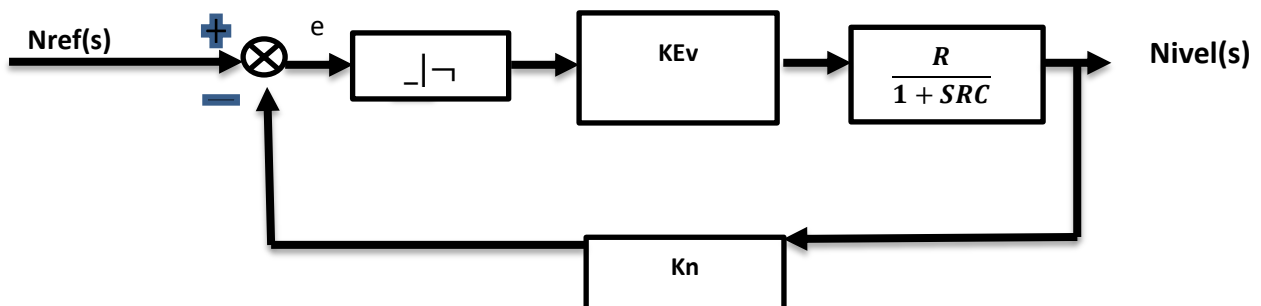 Nref(s)
+
e
_|¬
KEv
R
1 + SRC
Nivel(s)
−
Kn